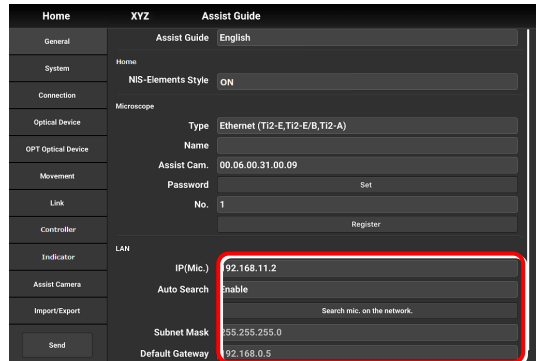 Home XYZ Assist Guide
General
System
Connection
Optical Device
OPT Optical Device
Movement
Link
Controller
Indicator
Assist Camera
Import/Export
Send
Assist Guide English
Home
NIS-Elements Style ON
Microscope
Type Ethernet (Ti2-E,Ti2-E/B,Ti2-A)
Name
Assist Cam. 00.06.00.31.00.09
Password Set
No. 1
Register
LAN
IP(Mic.) 192.168.11.2
Auto Search Enable
Search mic. on the network.
Subnet Mask 255.255.255.0
Default Gateway 192.168.0.5